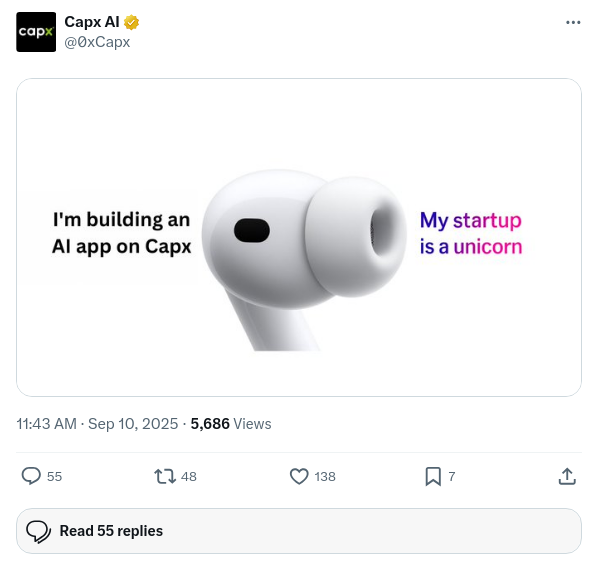 capx
Capx AI
@0xCapx
I'm building an
AI app on Capx
My startup
is a unicorn
11:43 AM · Sep 10, 2025 · 5,686 Views
55
48
138
7
Read 55 replies